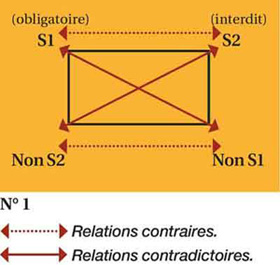 (obligatoire) (interdit)
S1 S2
Non S2 Non S1
N° 1
Relations contraires.
Relations contradictoires.